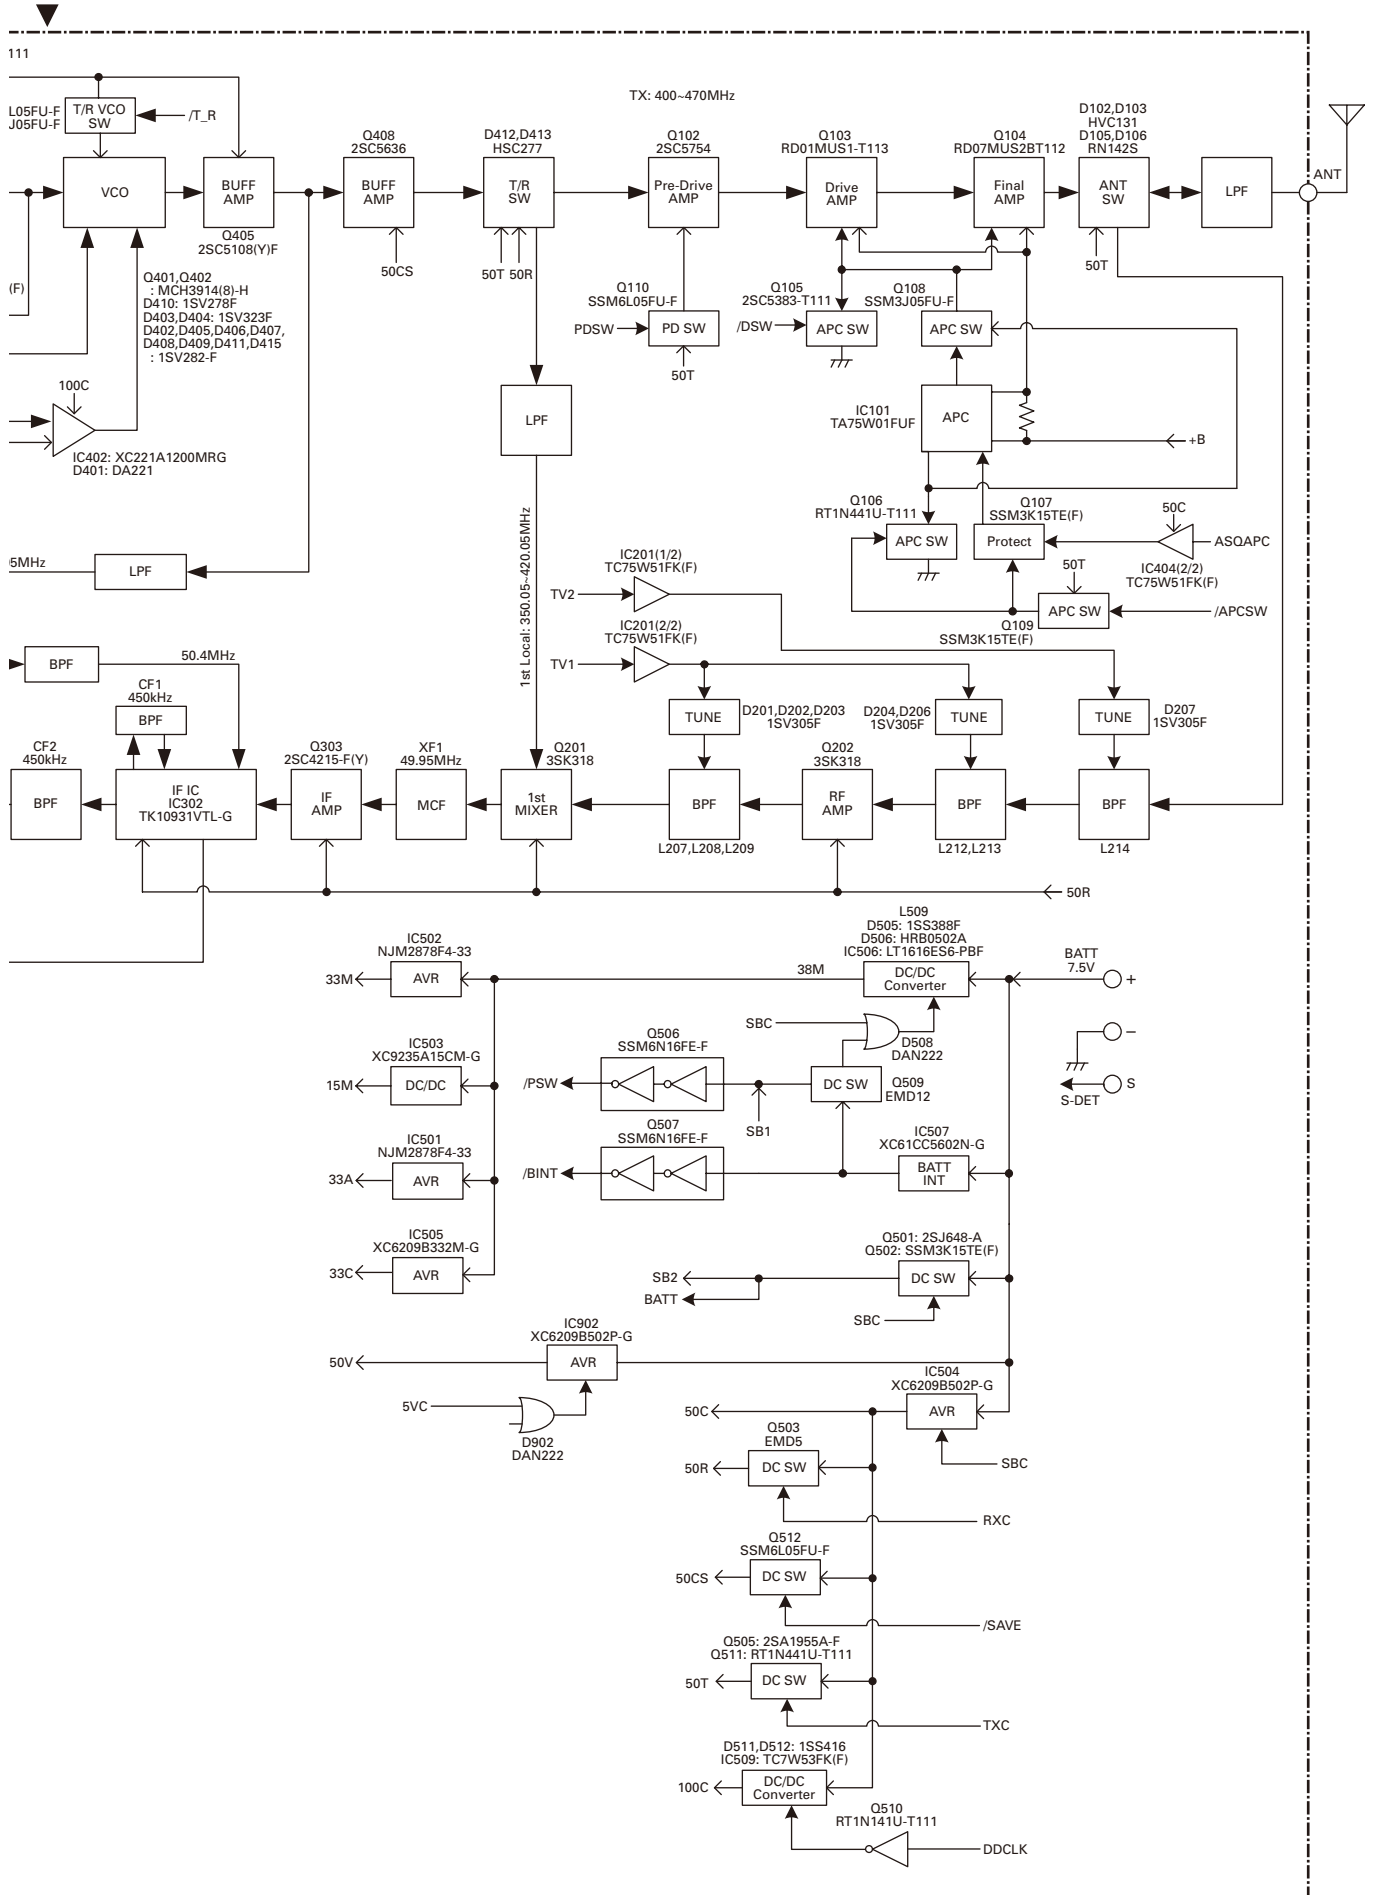 111
TX: 400~470MHz
L05FU-F
J05FU-F
T/R VCO
SW
/T_R
VCO
BUFF
AMP
Q405
2SC5108(Y)F
Q408
2SC5636
BUFF
AMP
50CS
D412,D413
HSC277
T/R
SW
50T 50R
Q102
2SC5754
Pre-Drive
AMP
Q103
RD01MUS1-T113
Drive
AMP
Q104
RD07MUS2BT112
Final
AMP
D102,D103
HVC131
D105,D106
RN142S
ANT
SW
50T
LPF
ANT
(F)
Q401,Q402
: MCH3914(8)-H
D410: 1SV278F
D403,D404: 1SV323F
D402,D405,D406,D407,
D408,D409,D411,D415
: 1SV282-F
Q110
SSM6L05FU-F
PDSW
PD SW
50T
Q105
2SC5383-T111
/DSW
APC SW
Q108
SSM3J05FU-F
APC SW
100C
IC402: XC221A1200MRG
D401: DA221
LPF
IC101
TA75W01FUF
APC
+B
Q106
RT1N441U-T111
APC SW
Q107
SSM3K15TE(F)
Protect
50C
ASQAPC
IC404(2/2)
TC75W51FK(F)
50T
APC SW
/APCSW
Q109
SSM3K15TE(F)
5MHz
LPF
1st Local: 350.05~420.05MHz
IC201(1/2)
TC75W51FK(F)
TV2
IC201(2/2)
TC75W51FK(F)
TV1
BPF
50.4MHz
CF1
450kHz
BPF
TUNE
D201,D202,D203
1SV305F
D204,D206
1SV305F
TUNE
TUNE
D207
1SV305F
CF2
450kHz
BPF
IF IC
IC302
TK10931VTL-G
Q303
2SC4215-F(Y)
IF
AMP
XF1
49.95MHz
MCF
Q201
3SK318
1st
MIXER
BPF
L207,L208,L209
Q202
3SK318
RF
AMP
BPF
L212,L213
BPF
L214
50R
IC502
NJM2878F4-33
33M
AVR
38M
L509
D505: 1SS388F
D506: HRB0502A
IC506: LT1616ES6-PBF
DC/DC
Converter
BATT
7.5V
+
−
S
S-DET
SBC
D508
DAN222
IC503
XC9235A15CM-G
15M
DC/DC
Q506
SSM6N16FE-F
/PSW
SB1
DC SW
Q509
EMD12
IC501
NJM2878F4-33
33A
AVR
Q507
SSM6N16FE-F
/BINT
IC507
XC61CC5602N-G
BATT
INT
IC505
XC6209B332M-G
33C
AVR
Q501: 2SJ648-A
Q502: SSM3K15TE(F)
SB2
BATT
DC SW
SBC
IC902
XC6209B502P-G
50V
AVR
5VC
D902
DAN222
IC504
XC6209B502P-G
50C
AVR
SBC
Q503
EMD5
50R
DC SW
RXC
Q512
SSM6L05FU-F
50CS
DC SW
/SAVE
Q505: 2SA1955A-F
Q511: RT1N441U-T111
50T
DC SW
TXC
D511,D512: 1SS416
IC509: TC7W53FK(F)
100C
DC/DC
Converter
Q510
RT1N141U-T111
DDCLK